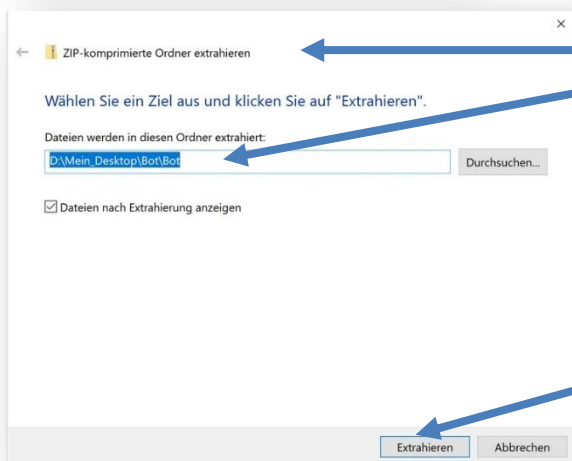 ZIP-komprimierte Ordner extrahieren
Wählen Sie ein Ziel aus und klicken Sie auf "Extrahieren".
Dateien werden in diesen Ordner extrahiert:
D:\Mein_Desktop\Bot\Bot
Durchsuchen...
Dateien nach Extrahierung anzeigen
Extrahieren Abbrechen